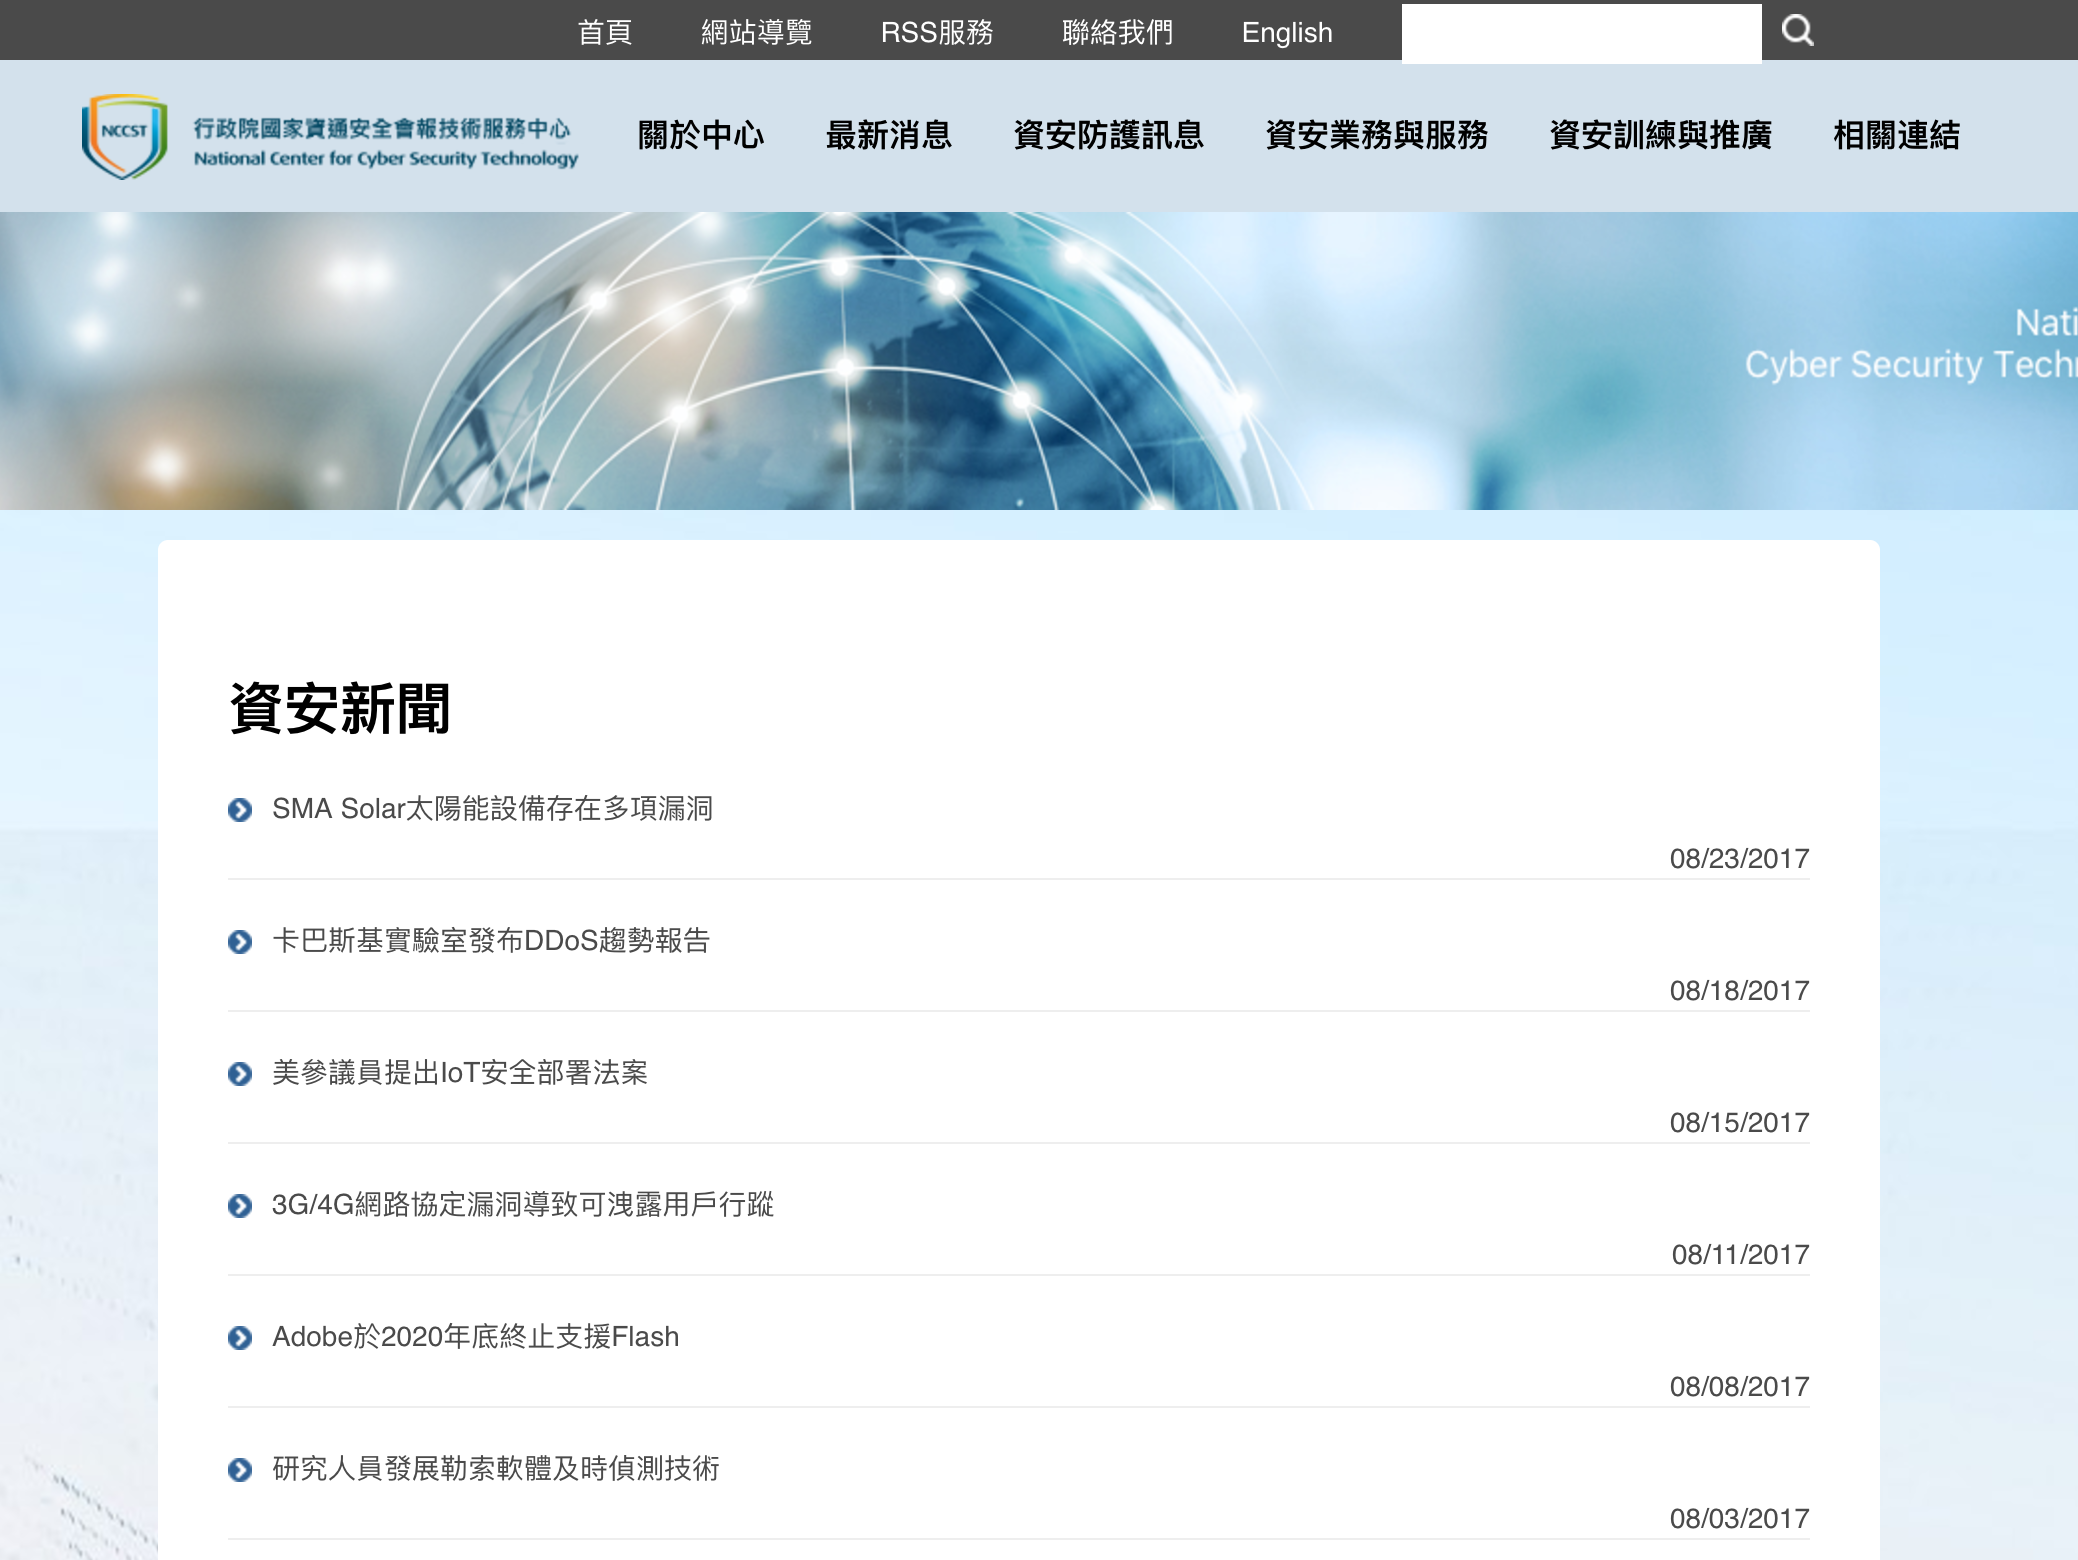 首頁 網站導覽 RSS服務 聯絡我們 English
NCCST
行政院國家資通安全會報技術服務中心
National Center for Cyber Security Technology
關於中心 最新消息 資安防護訊息 資安業務與服務 資安訓練與推廣 相關連結
Nati
Cyber Security Techn
資安新聞
SMA Solar太陽能設備存在多項漏洞
08/23/2017
卡巴斯基實驗室發布DDoS趨勢報告
08/18/2017
美參議員提出IoT安全部署法案
08/15/2017
3G/4G網路協定漏洞導致可洩露用戶行蹤
08/11/2017
Adobe於2020年底終止支援Flash
08/08/2017
研究人員發展勒索軟體及時偵測技術
08/03/2017